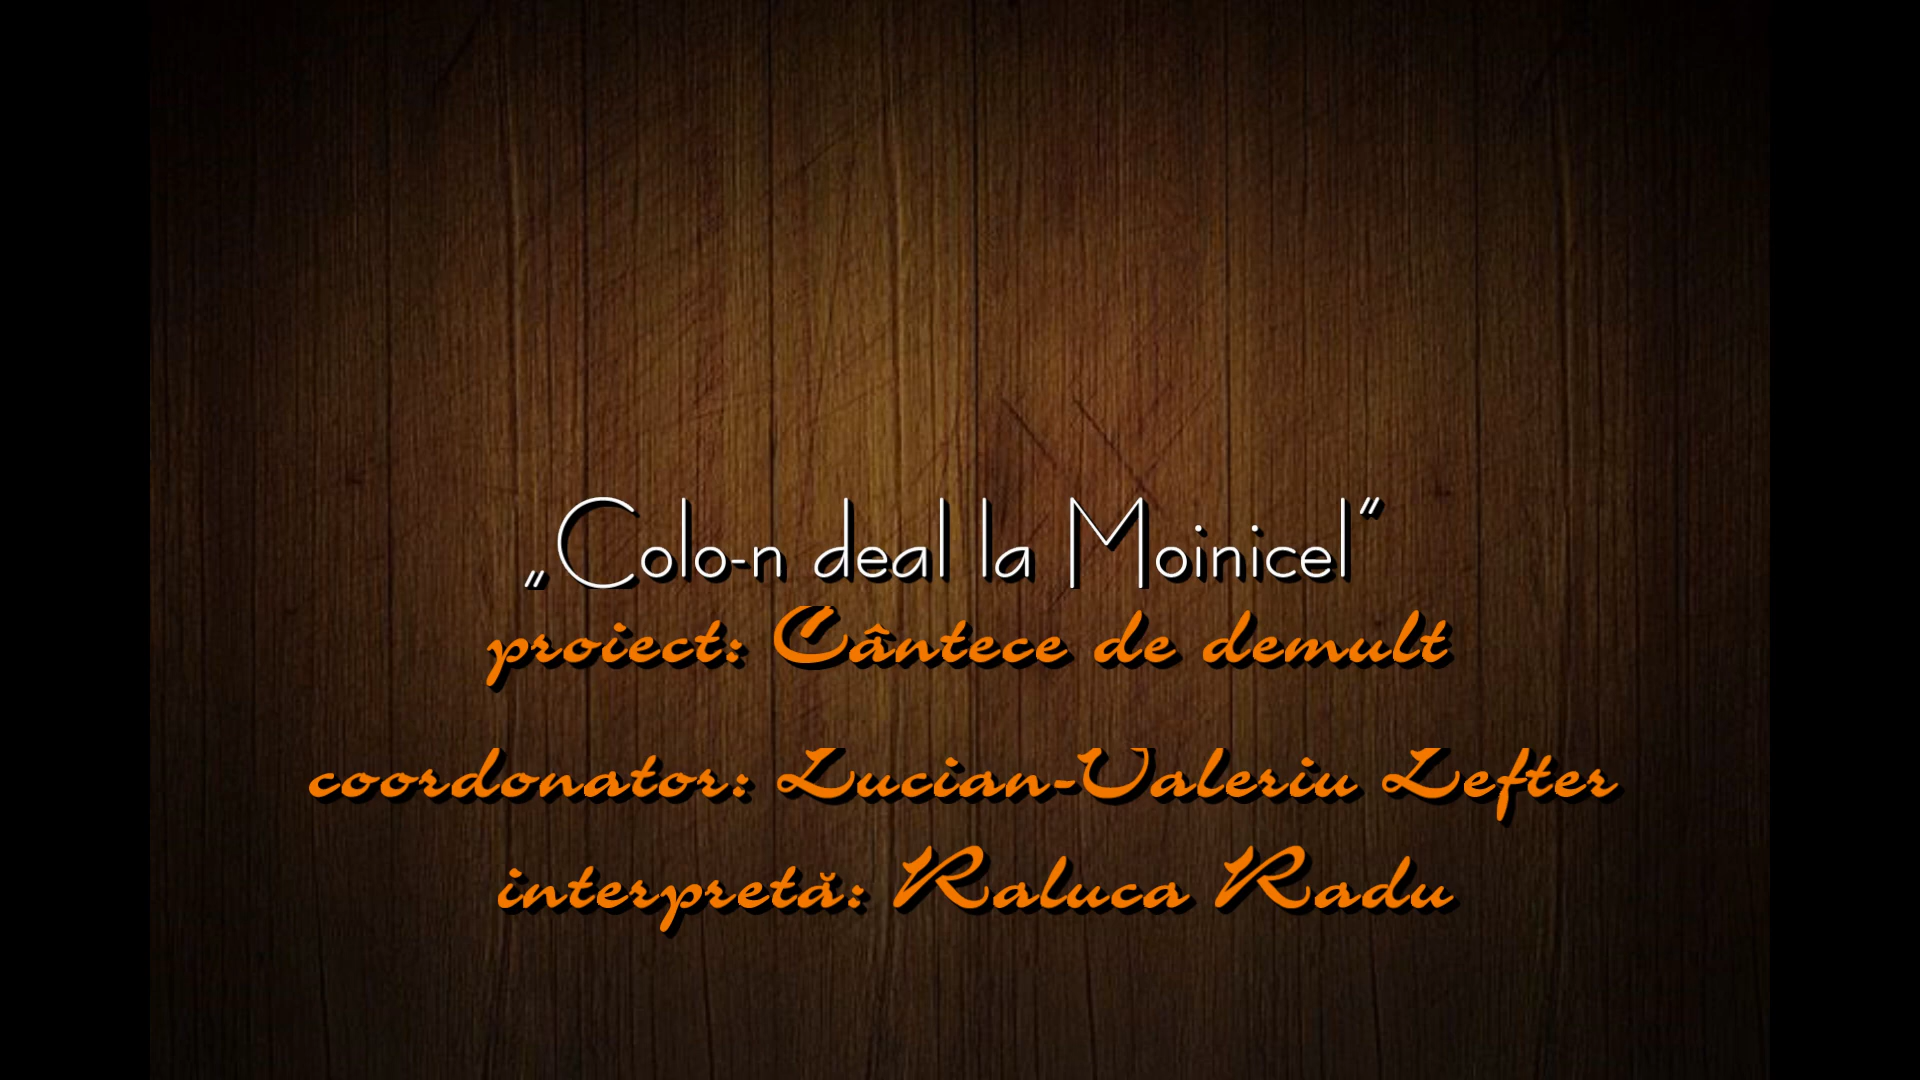 „Colo-n deal la Moinicel”
proiect: Cântece de demult
coordonator: Lucian-Valeriu Lefter
interpretă: Raluca Radu